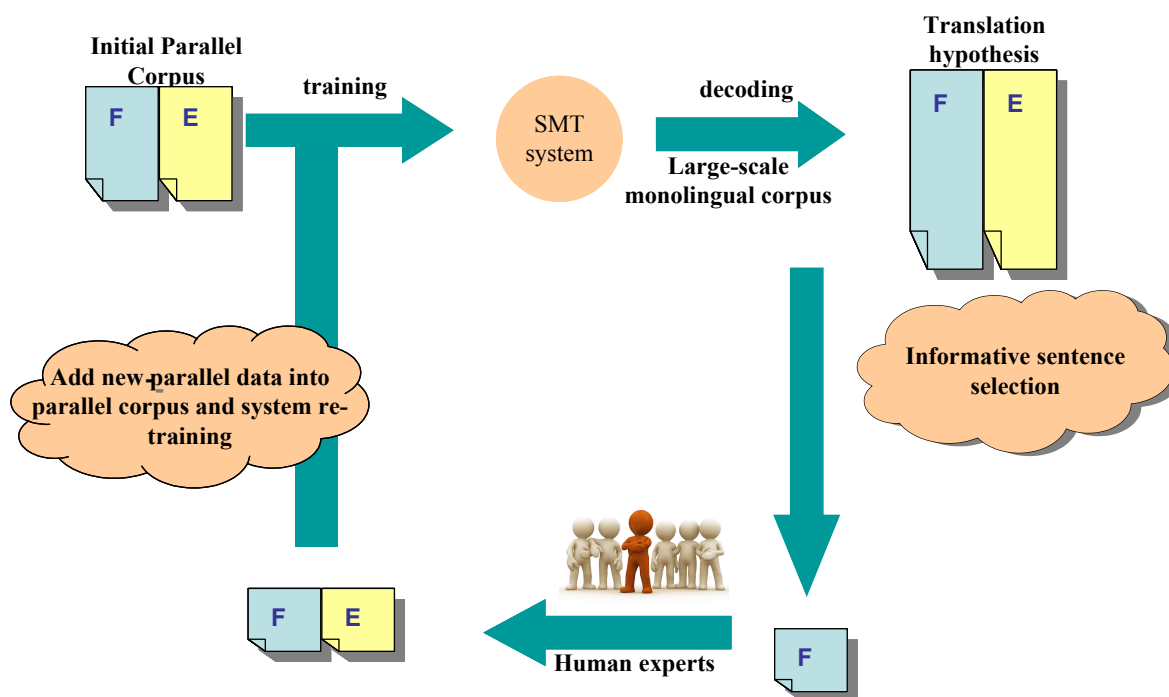 Initial Parallel
Corpus
F
E
training
SMT
system
decoding
Large-scale
monolingual corpus
Translation
hypothesis
F
E
Informative sentence
selection
Add new-parallel data into
parallel corpus and system re-
training
F
E
Human experts
F